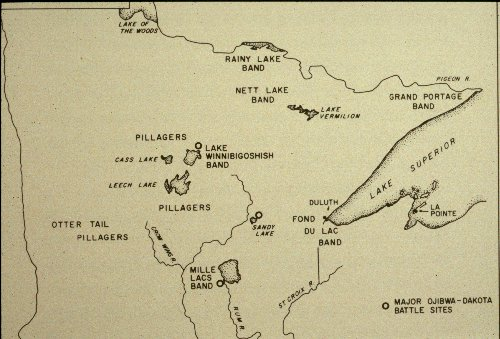 LAKE OF
THE WOODS
RAINY LAKE
BAND
PIGEON R.
NETT LAKE
BAND
GRAND PORTAGE
BAND
LAKE
VERMILION
PILLAGERS
LAKE
WINNIBIGOSHISH
BAND
CASS LAKE
LEECH LAKE
LAKE SUPERIOR
PILLAGERS
DULUTH
LA
POINTE
FOND
DU LAC
BAND
OTTER TAIL
PILLAGERS
SANDY
LAKE
CROW WING R.
MILLE
LACS
BAND
ST CROIX R.
RUM R.
MAJOR OJIBWA-DAKOTA
BATTLE SITES